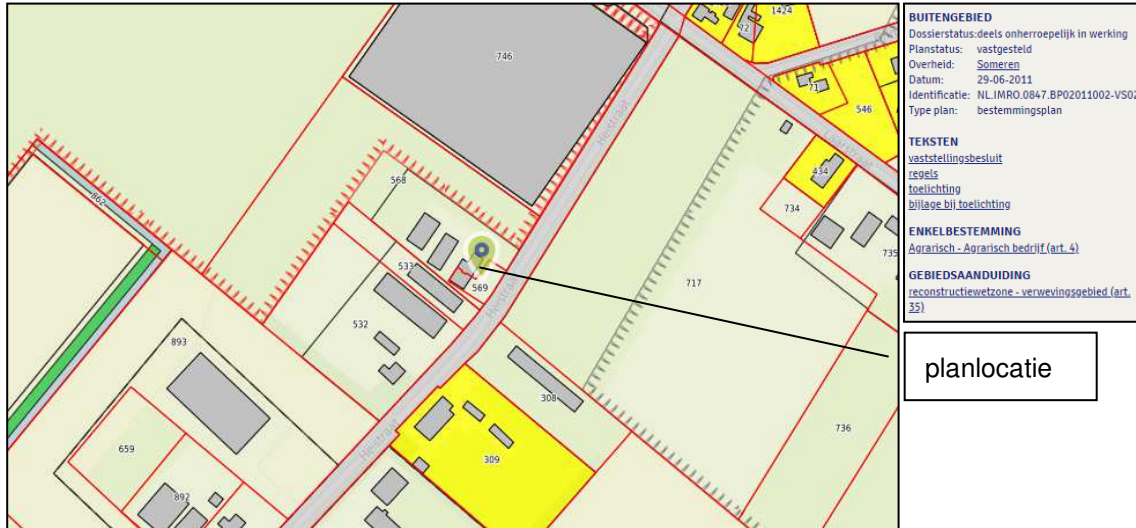 1424
72
746
71
546
Heistraat
Laarstraat
434
568
862
734
735
533
569
717
Heistraat
532
893
308
736
659
309
Heistraat
892
BUITENGEBIED
Dossierstatus:deels onherroepelijk in werking
Planstatus: vastgesteld
Overheid: Someren
Datum: 29-06-2011
Identificatie: NL.IMRO.0847.BP02011002-VS02
Type plan: bestemmingsplan
TEKSTEN
vaststellingsbesluit
regels
toelichting
bijlage bij toelichting
ENKELBESTEMMING
Agrarisch - Agrarisch bedrijf (art. 4)
GEBIEDSAANDUIDING
reconstructiewetzone - verwevingsgebied (art.
35)
planlocatie